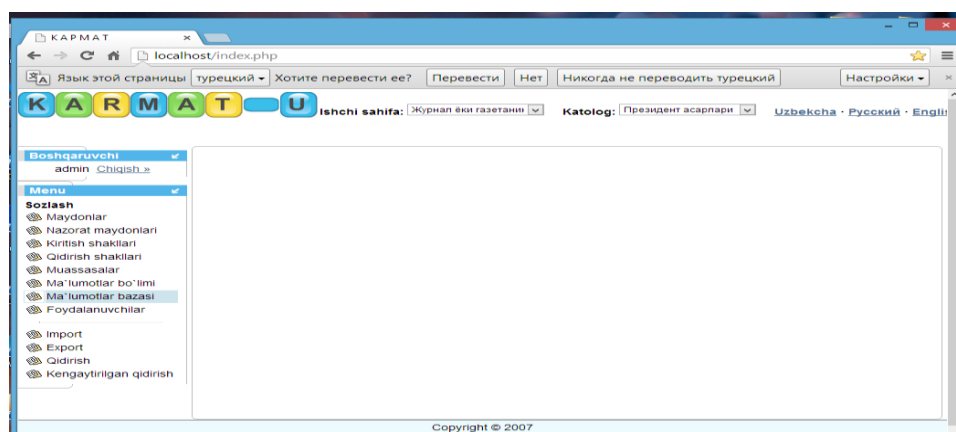 КАРМАТ
localhost/index.php
Язык этой страницы турецкий Хотите перевести ее? Перевести Нет Никогда не переводить турецкий Настройки
KARMAT-U Ishchi sahifa: Журнал ёки газетанин Katolog: Президент асарлари Uzbekcha · Русский · Englis
Boshqaruvchi
admin Chiqish »
Menu
Sozlash
Maydonlar
Nazorat maydonlari
Kiritish shakllari
Qidirish shakllari
Muassasalar
Ma`lumotlar bo`limi
Ma`lumotlar bazasi
Foydalanuvchilar
Import
Export
Qidirish
Kengaytirilgan qidirish
Copyright © 2007